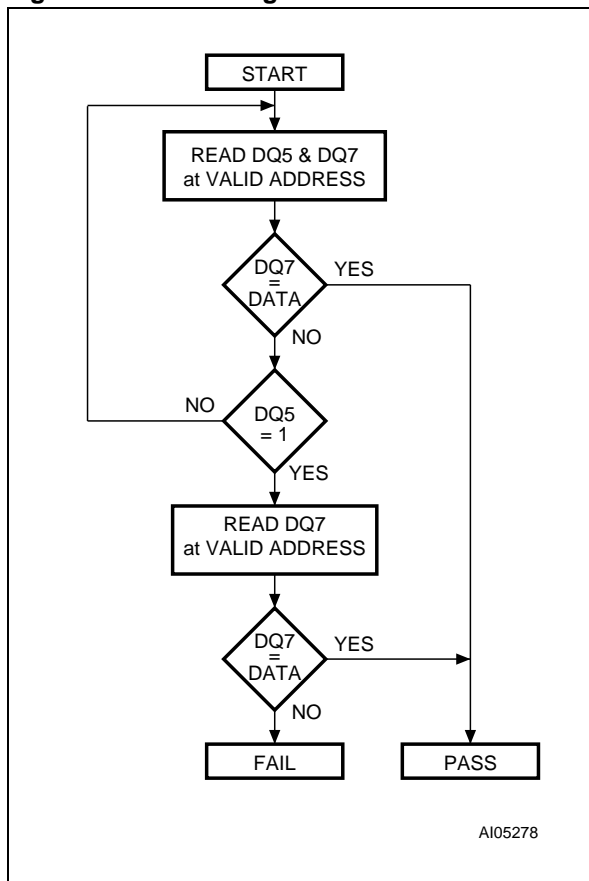 START
READ DQ5 & DQ7
at VALID ADDRESS
DQ7
=
DATA
YES
NO
DQ5
= 1
NO
YES
READ DQ7
at VALID ADDRESS
DQ7
=
DATA
YES
NO
FAIL
PASS
AI05278